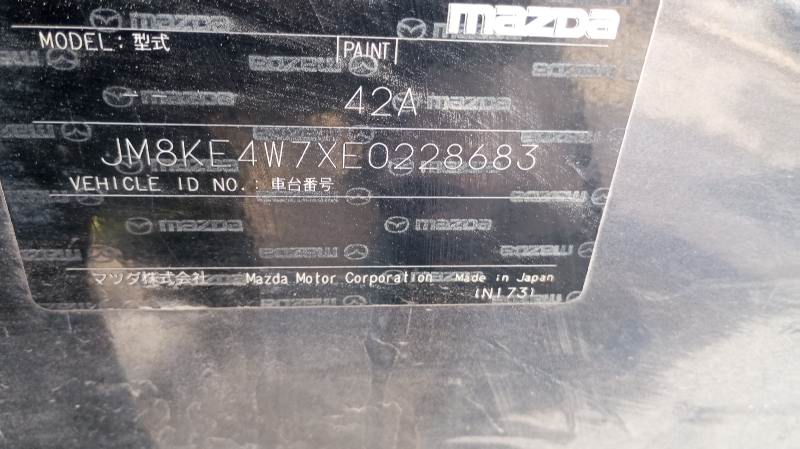 mazda
MODEL: 型式 PAINT
42A
JM8KE4W7XE0228683
VEHICLE ID NO.: 車台番号
マツダ株式会社 Mazda Motor Corporation Made in Japan
(N173)